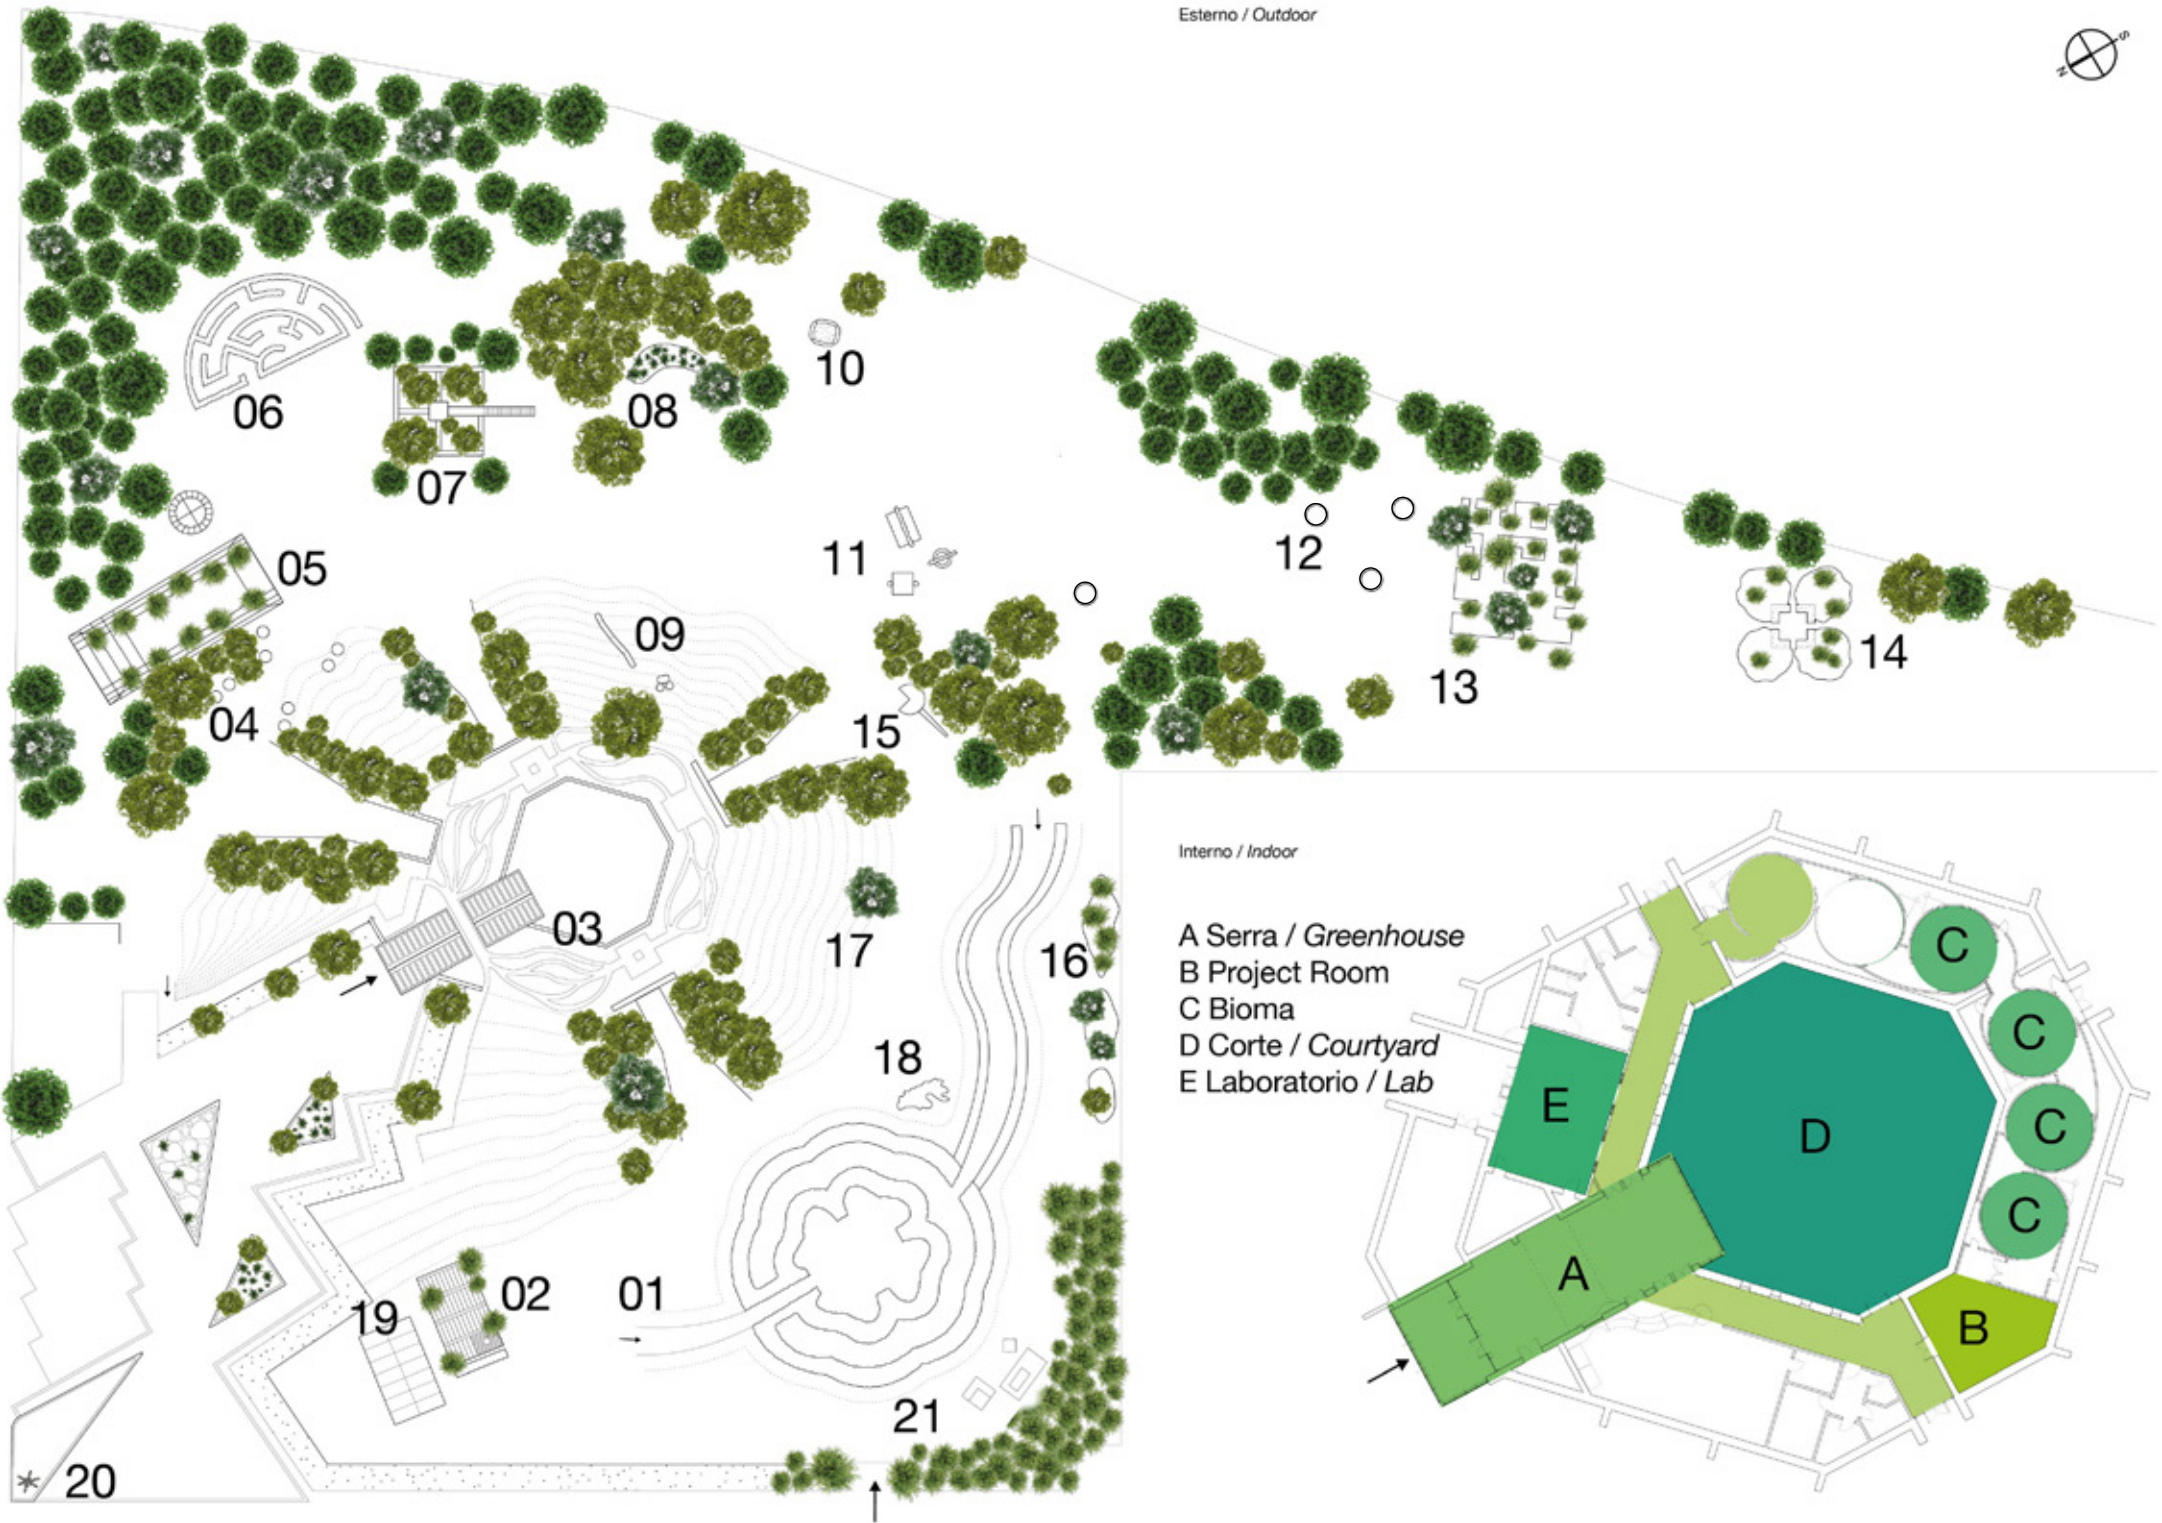 Esterno / Outdoor
S
N
06
07
08
10
05
11
12
09
04
13
14
15
03
17
16
18
01
02
19
21
20
Interno / Indoor
A Serra / Greenhouse
B Project Room
C Bioma
D Corte / Courtyard
E Laboratorio / Lab
C
C
C
C
E
D
A
B